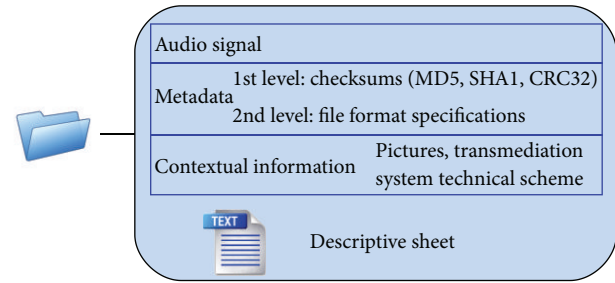 Audio signal
1st level: checksums (MD5, SHA1, CRC32)
Metadata
2nd level: file format specifications
Contextual information
Pictures, transmediation
system technical scheme
TEXT
Descriptive sheet